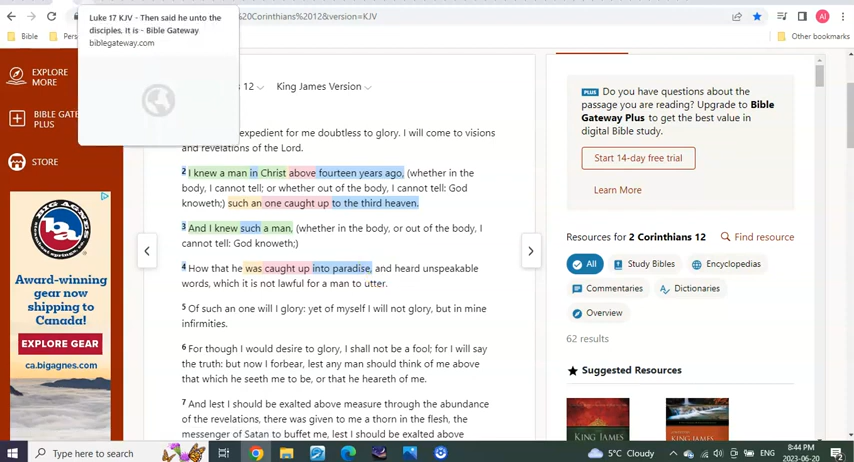 Luke 17 KJV - Then said he unto the
disciples, It is - Bible Gateway
biblegateway.com
%20Corinthians%2012&version=KJV
AI
Bible
Other bookmarks
EXPLORE
MORE
BIBLE GATE
PLUS
STORE
BIG AGNES
Award-winning
gear now
shipping to
Canada!
EXPLORE GEAR
ca.bigagnes.com
12
King James Version
expedient for me doubtless to glory. I will come to visions
and revelations of the Lord.
2 I knew a man in Christ above fourteen years ago, (whether in the
body, I cannot tell; or whether out of the body, I cannot tell: God
knoweth;) such an one caught up to the third heaven.
3 And I knew such a man, (whether in the body, or out of the body, I
cannot tell: God knoweth;)
4 How that he was caught up into paradise, and heard unspeakable
words, which it is not lawful for a man to utter.
5 Of such an one will I glory: yet of myself I will not glory, but in mine
infirmities.
6 For though I would desire to glory, I shall not be a fool; for I will say
the truth: but now I forbear, lest any man should think of me above
that which he seeth me to be, or that he heareth of me.
7 And lest I should be exalted above measure through the abundance
of the revelations, there was given to me a thorn in the flesh, the
messenger of Satan to buffet me, lest I should be exalted above
PLUS Do you have questions about the
passage you are reading? Upgrade to Bible
Gateway Plus to get the best value in
digital Bible study.
Start 14-day free trial
Learn More
Resources for 2 Corinthians 12
Find resource
All
Study Bibles
Encyclopedias
Commentaries
Dictionaries
Overview
62 results
Suggested Resources
KING JAMES
KING JAMES
Type here to search
5°C Cloudy
ENG
8:44 PM
2023-06-20
2